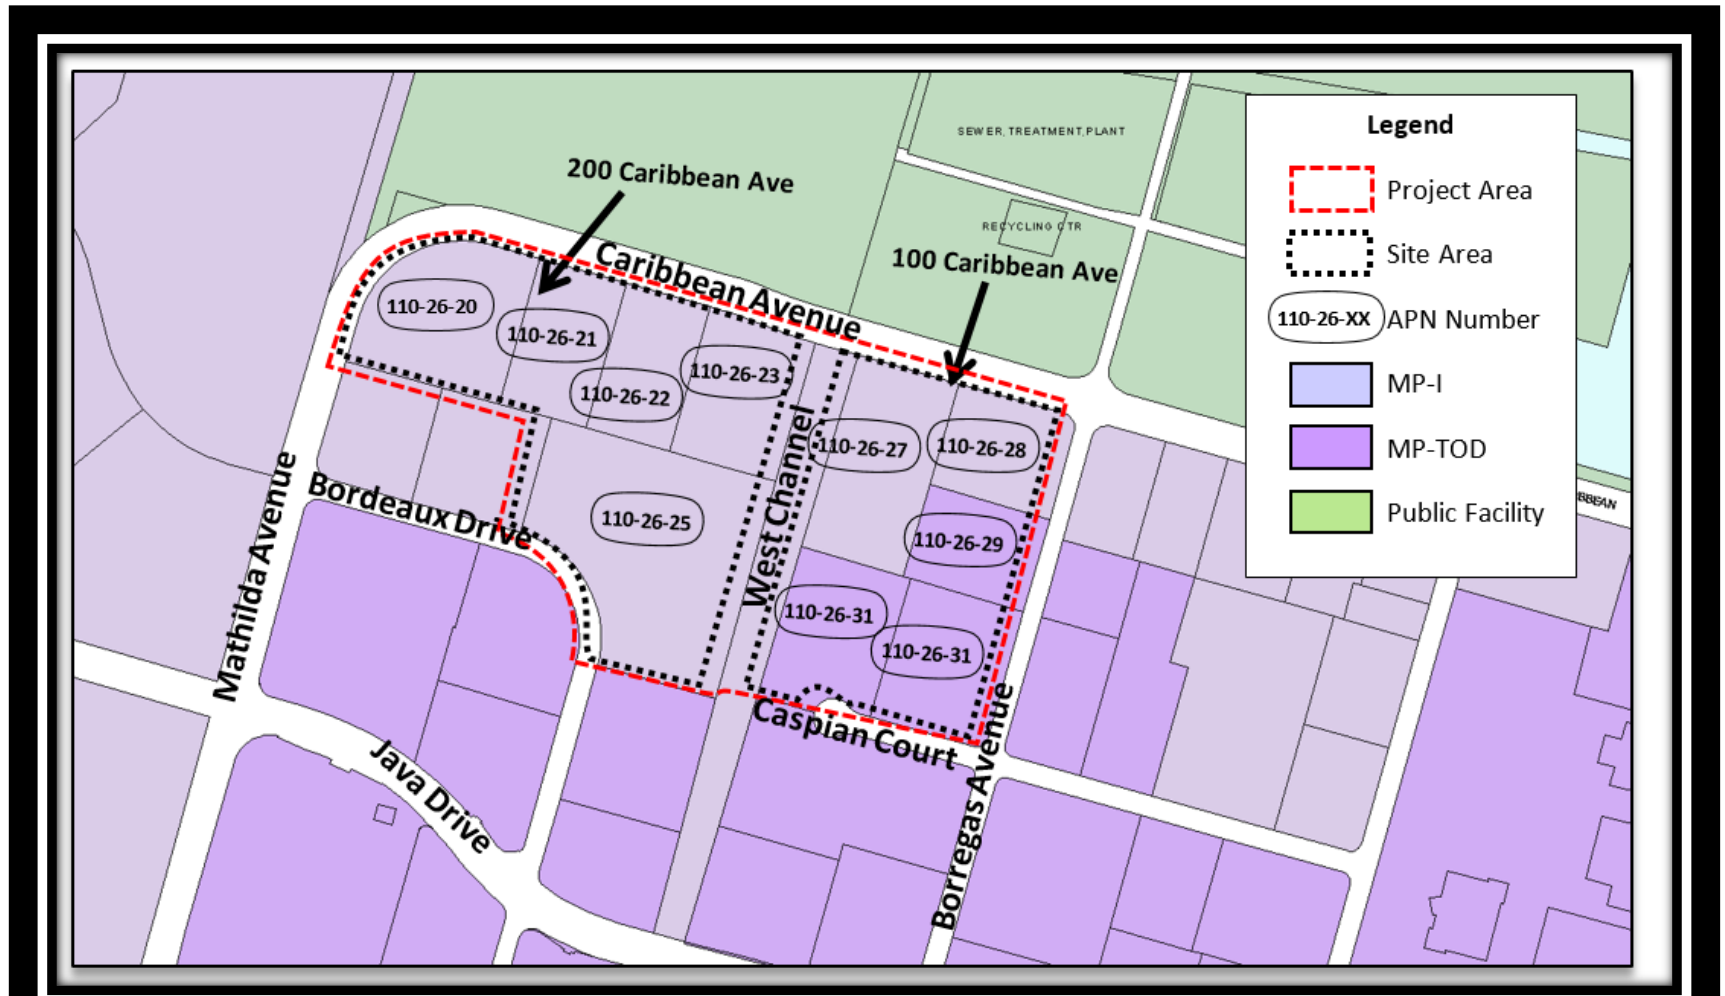 SEWER, TREATMENT, PLANT
200 Caribbean Ave
RECYCLING CTR
100 Caribbean Ave
Caribbean Avenue
110-26-20
110-26-21
110-26-22
110-26-23
110-26-27
110-26-28
West Channel
110-26-25
110-26-29
110-26-31
110-26-31
Bordeaux Drive
Mathilda Avenue
Caspian Court
Java Drive
Borregas Avenue
Legend
Project Area
Site Area
110-26-XX APN Number
MP-I
MP-TOD
Public Facility
BBEAN